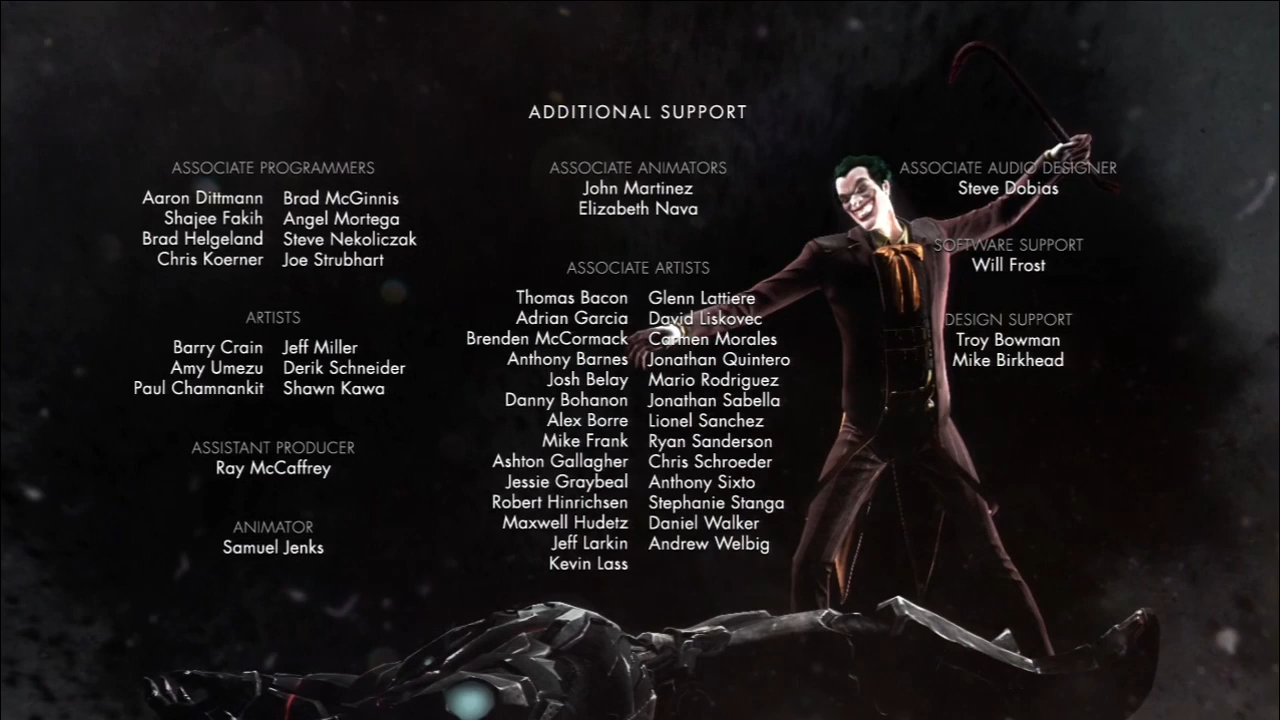 ADDITIONAL SUPPORT
ASSOCIATE PROGRAMMERS
Aaron Dittmann Brad McGinnis
Shajee Fakih Angel Mortega
Brad Helgeland Steve Nekoliczak
Chris Koerner Joe Strubhart
ARTISTS
Barry Crain Jeff Miller
Amy Umezu Derik Schneider
Paul Chamnankit Shawn Kawa
ASSISTANT PRODUCER
Ray McCaffrey
ANIMATOR
Samuel Jenks
ASSOCIATE ANIMATORS
John Martinez
Elizabeth Nava
ASSOCIATE ARTISTS
Thomas Bacon Glenn Lattiere
Adrian Garcia David Liskovec
Brenden McCormack Carmen Morales
Anthony Barnes Jonathan Quintero
Josh Belay Mario Rodriguez
Danny Bohanon Jonathan Sabella
Alex Borre Lionel Sanchez
Mike Frank Ryan Sanderson
Ashton Gallagher Chris Schroeder
Jessie Graybeal Anthony Sixto
Robert Hinrichsen Stephanie Stanga
Maxwell Hudetz Daniel Walker
Jeff Larkin Andrew Welbig
Kevin Lass
ASSOCIATE AUDIO DESIGNER
Steve Dobias
SOFTWARE SUPPORT
Will Frost
DESIGN SUPPORT
Troy Bowman
Mike Birkhead